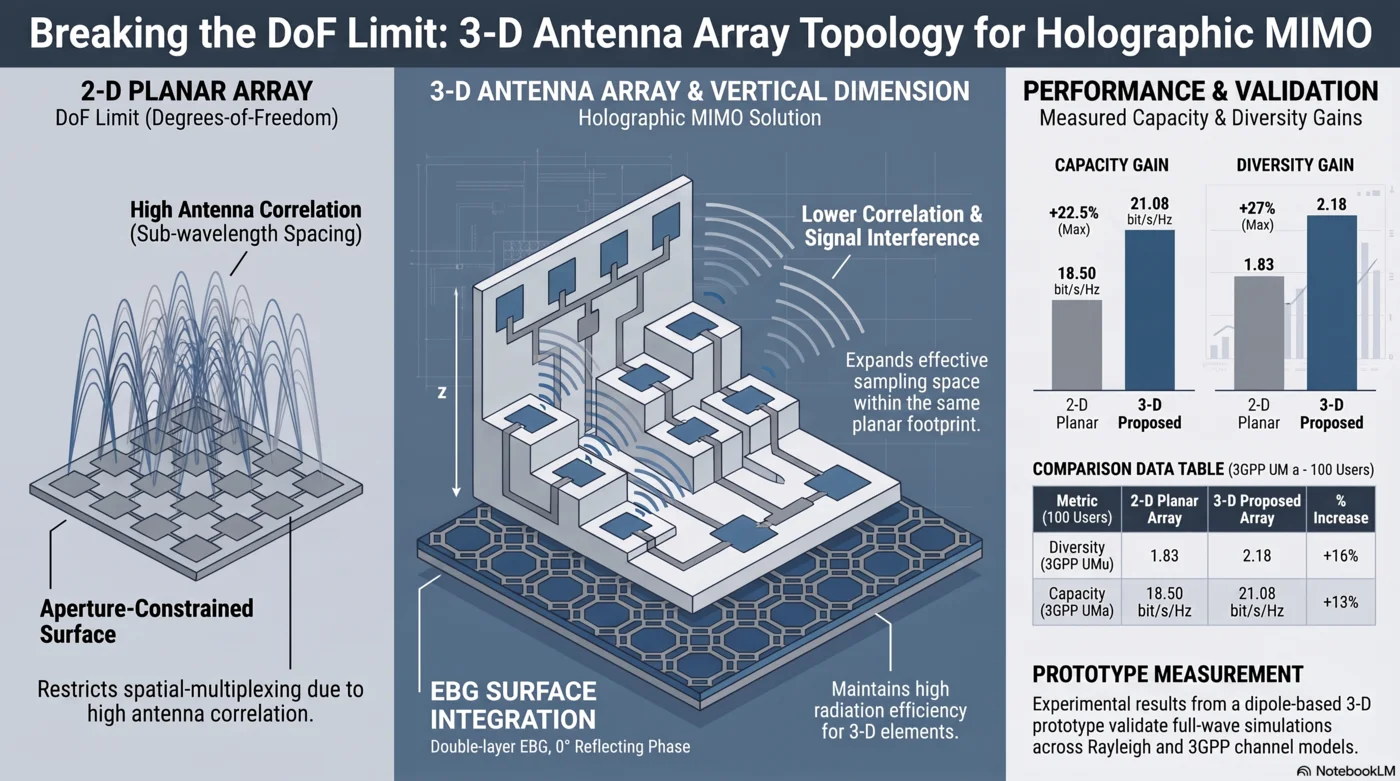 Breaking the DoF Limit: 3-D Antenna Array Topology for Holographic MIMO
2-D PLANAR ARRAY
DoF Limit (Degrees-of-Freedom)
High Antenna Correlation
(Sub-wavelength Spacing)
Aperture-Constrained
Surface
Restricts spatial-multiplexing due to
high antenna correlation.
3-D ANTENNA ARRAY & VERTICAL DIMENSION
Holographic MIMO Solution
Lower Correlation &
Signal Interference
z
Expands effective
sampling space
within the same
planar footprint.
EBG SURFACE
INTEGRATION
Double-layer EBG, 0° Reflecting Phase
Maintains high
radiation efficiency
for 3-D elements.
PERFORMANCE & VALIDATION
Measured Capacity & Diversity Gains
CAPACITY GAIN
+22.5%
(Max)
21.08
bit/s/Hz
18.50
bit/s/Hz
2-D
Planar
3-D
Proposed
DIVERSITY GAIN
+27%
(Max)
2.18
1.83
2-D
Planar
3-D
Proposed
COMPARISON DATA TABLE (3GPP UM a - 100 Users)
Metric
(100 Users)
2-D Planar
Array
3-D Proposed
Array
%
Increase
Diversity
(3GPP UMu)
1.83
2.18
+16%
Capacity
(3GPP UMa)
18.50
bit/s/Hz
21.08
bit/s/Hz
+13%
PROTOTYPE MEASUREMENT
Experimental results from a dipole-based 3-D
prototype validate full-wave simulations
across Rayleigh and 3GPP channel models.
NotebookLM